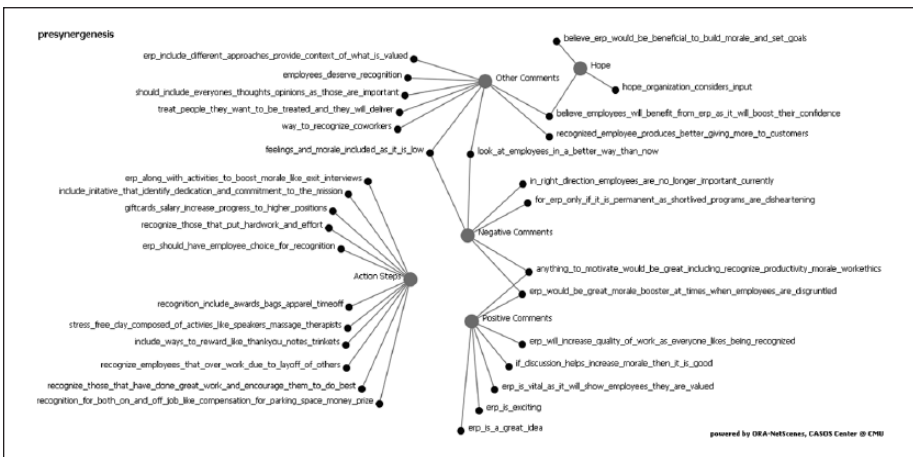 presynergenesis
believe_erp_would_be_beneficial_to_build_morale_and_set_goals
erp_include_different_approaches_provide_context_of_what_is_valued
Hope
employees_deserve_recognition
Other Comments
hope_organization_considers_input
should_include_everyones_thoughts_opinions_as_those_are_important
treat_people_they_want_to_be_treated_and_they_will_deliver
believe_employees_will_benefit_from_erp_as_it_will_boost_their_confidence
way_to_recognize_coworkers
recognized_employee_produces_better_giving_more_to_customers
feelings_and_morale_included_as_it_is_low
look_at_employees_in_a_better_way_than_now
erp_along_with_activities_to_boost_morale_like_exit_interviews
in_right_direction_employees_are_no_longer_important_currently
include_initative_that_identify_dedication_and_commitment_to_the_mission
for_erp_only_if_it_is_permanent_as_shortlived_programs_are_disheartening
giftcards_salary_increase_progress_to_higher_positions
recognize_those_that_put_hardwork_and_effort
Negative Comments
erp_should_have_employee_choice_for_recognition
anything_to_motivate_would_be_great_including_recognize_productivity_morale_workethics
Action Steps
erp_would_be_great_morale_booster_at_times_when_employees_are_disgruntled
recognition_include_awards_bags_apparel_timeoff
Positive Comments
stress_free_day_composed_of_activies_like_speakers_massage_therapists
erp_will_increase_quality_of_work_as_everyone_likes_being_recognized
include_ways_to_reward_like_thankyou_notes_trinkets
if_discussion_helps_increase_morale_then_it_is_good
recognize_employees_that_over_work_due_to_layoff_of_others
erp_is_vital_as_it_will_show_employees_they_are_valued
recognize_those_that_have_done_great_work_and_encourage_them_to_do_best
recognition_for_both_on_and_off_job_like_compensation_for_parking_space_money_prize
erp_is_exciting
erp_is_a_great_idea
powered by ORA-NetScenes, CASOS Center @ CMU